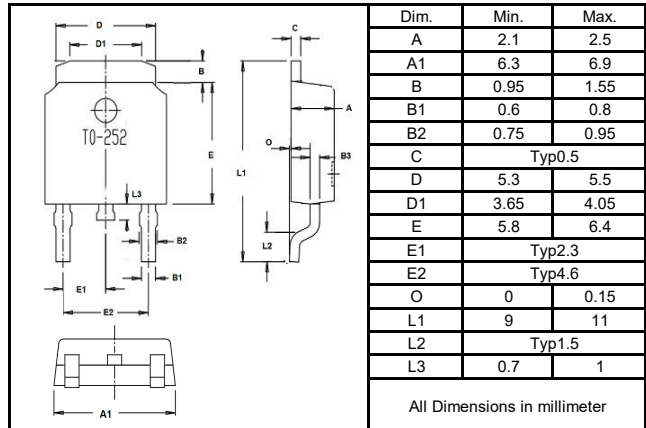 D
D1
B
TO-252
E
L3
B2
B1
E1
E2
A1
C
A
O
B3
L1
L2
Dim. Min. Max.
A 2.1 2.5
A1 6.3 6.9
B 0.95 1.55
B1 0.6 0.8
B2 0.75 0.95
C Typ0.5
D 5.3 5.5
D1 3.65 4.05
E 5.8 6.4
E1 Typ2.3
E2 Typ4.6
O 0 0.15
L1 9 11
L2 Typ1.5
L3 0.7 1
All Dimensions in millimeter